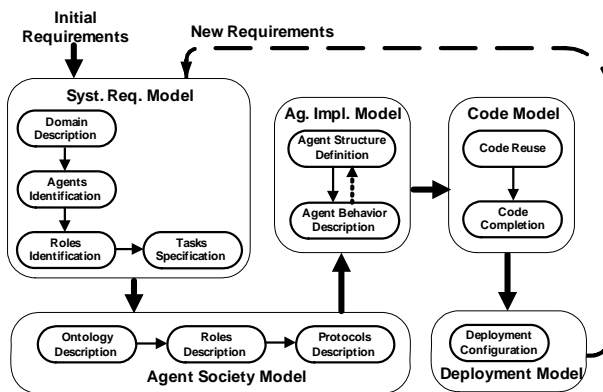 Initial
Requirements
New Requirements
Syst. Req. Model
Domain
Description
Agents
Identification
Roles
Identification
Tasks
Specification
Ag. Impl. Model
Agent Structure
Definition
Agent Behavior
Description
Code Model
Code Reuse
Code
Completion
Ontology
Description
Roles
Description
Protocols
Description
Agent Society Model
Deployment
Configuration
Deployment Model